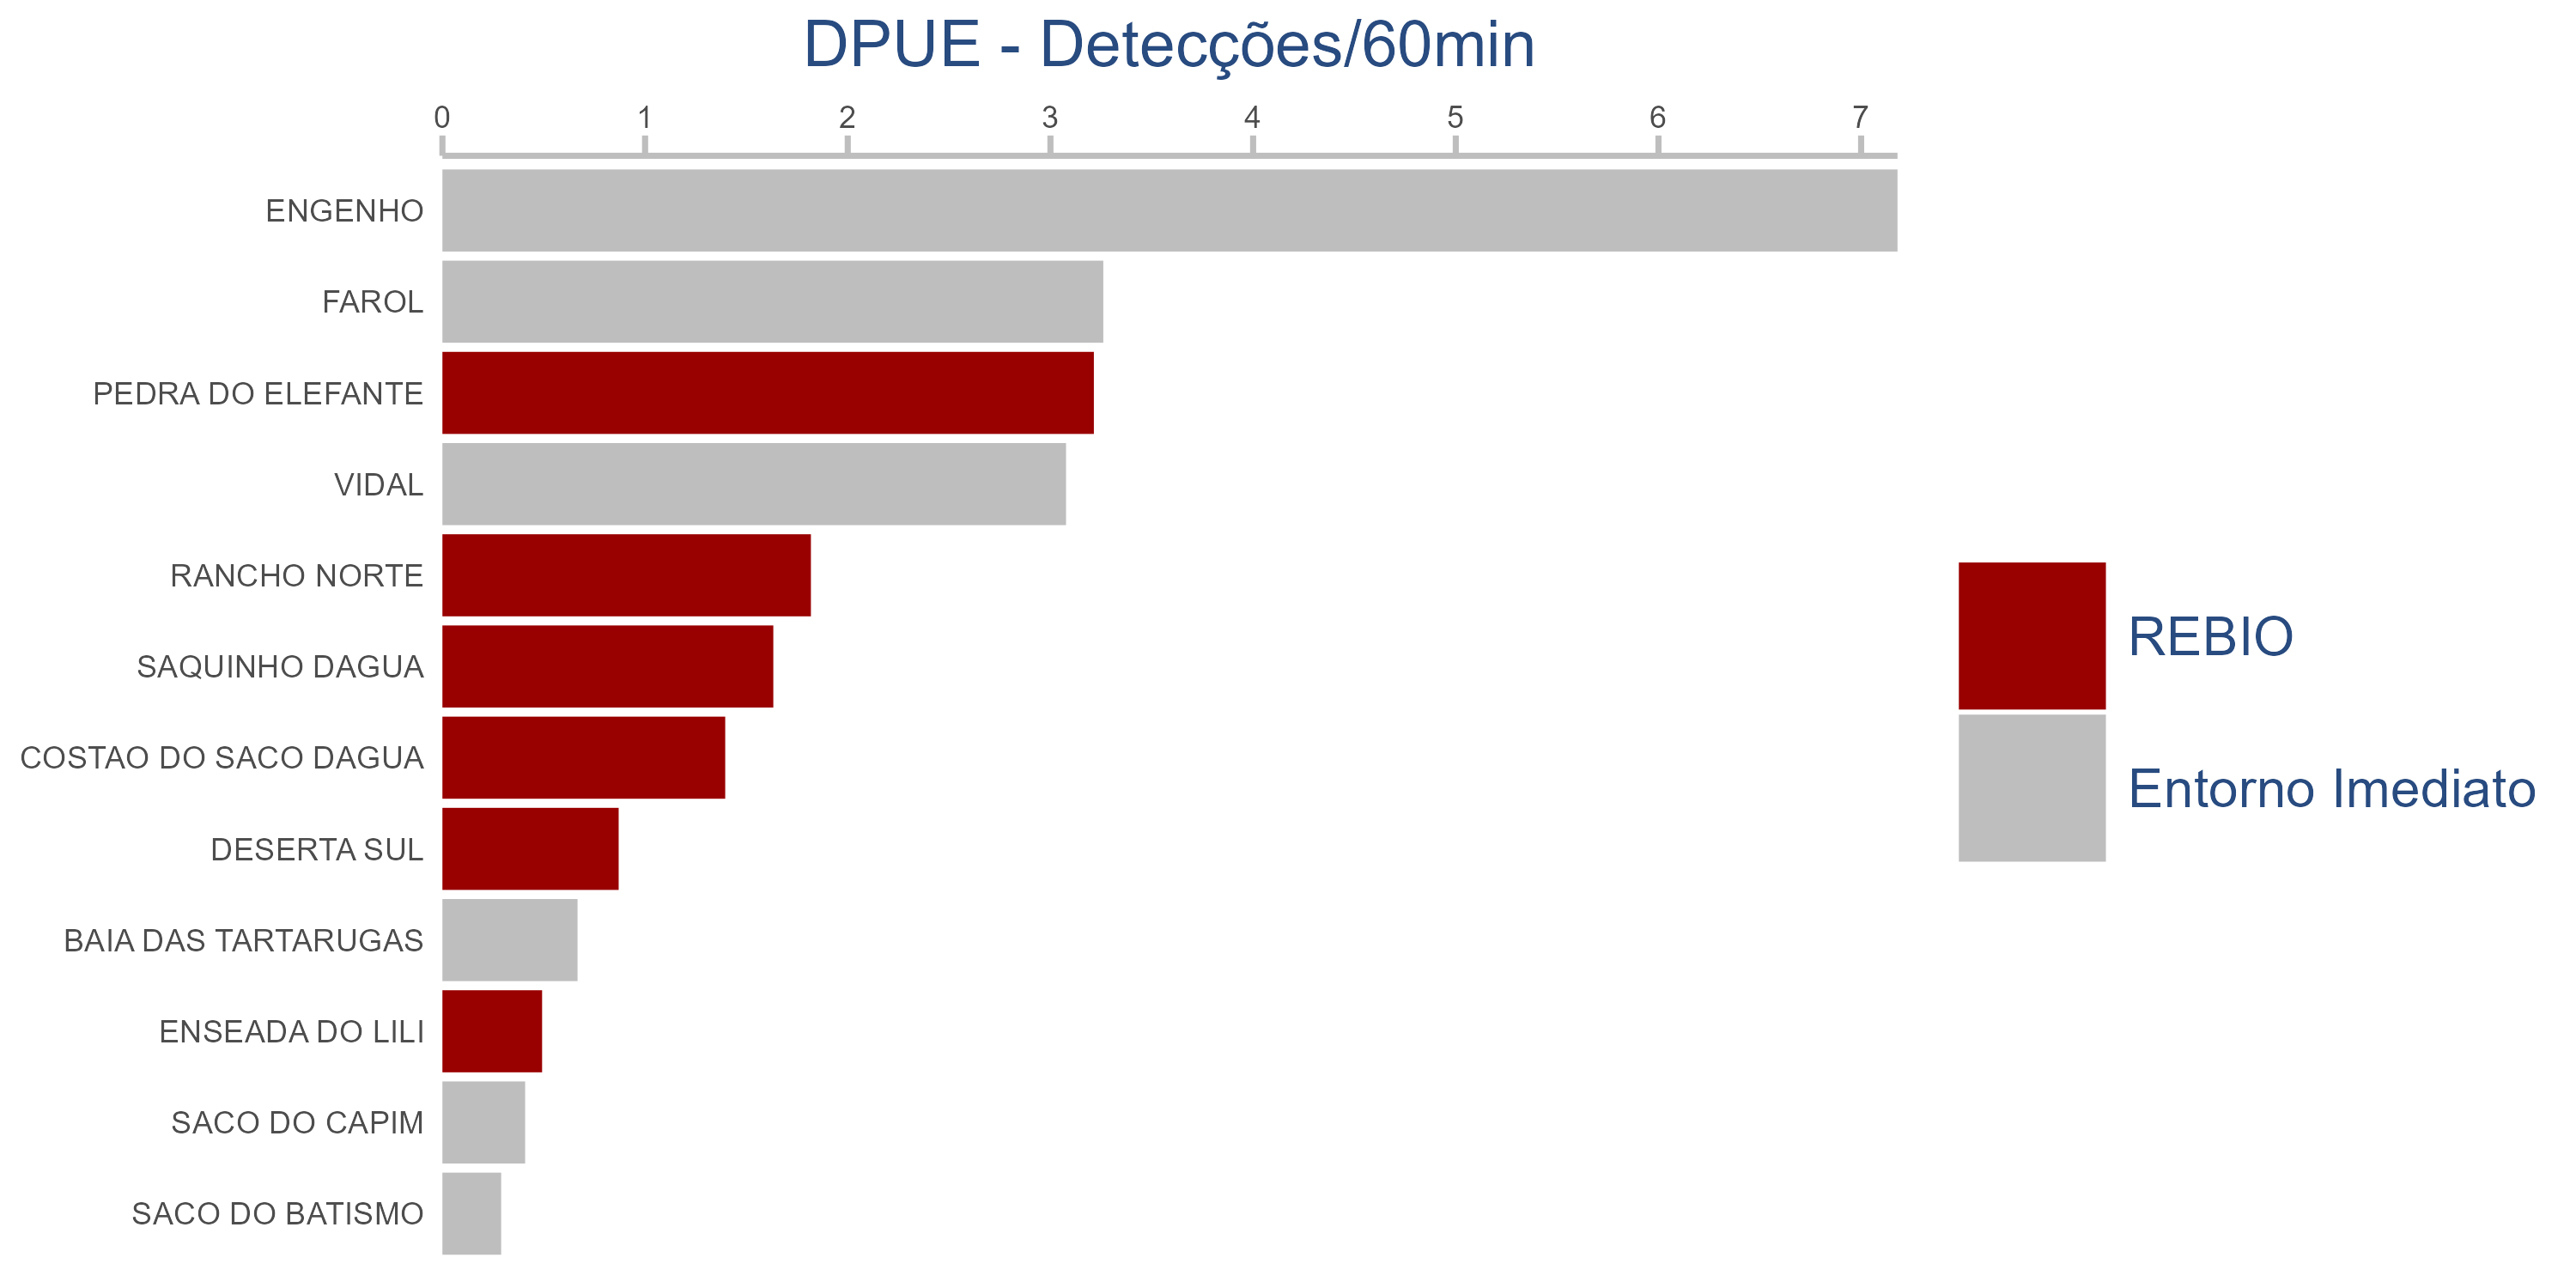 DPUE - Detecções/60min
0 1 2 3 4 5 6 7
ENGENHO
FAROL
PEDRA DO ELEFANTE
VIDAL
RANCHO NORTE
SAQUINHO DAGUA
COSTAO DO SACO DAGUA
DESERTA SUL
BAIA DAS TARTARUGAS
ENSEADA DO LILI
SACO DO CAPIM
SACO DO BATISMO
REBIO
Entorno Imediato